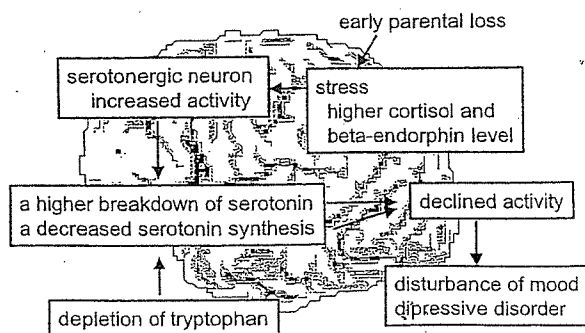 early parental loss
serotonergic neuron
increased activity
stress
higher cortisol and
beta-endorphin level
a higher breakdown of serotonin
a decreased serotonin synthesis
declined activity
depletion of tryptophan
disturbance of mood
dipressive disorder